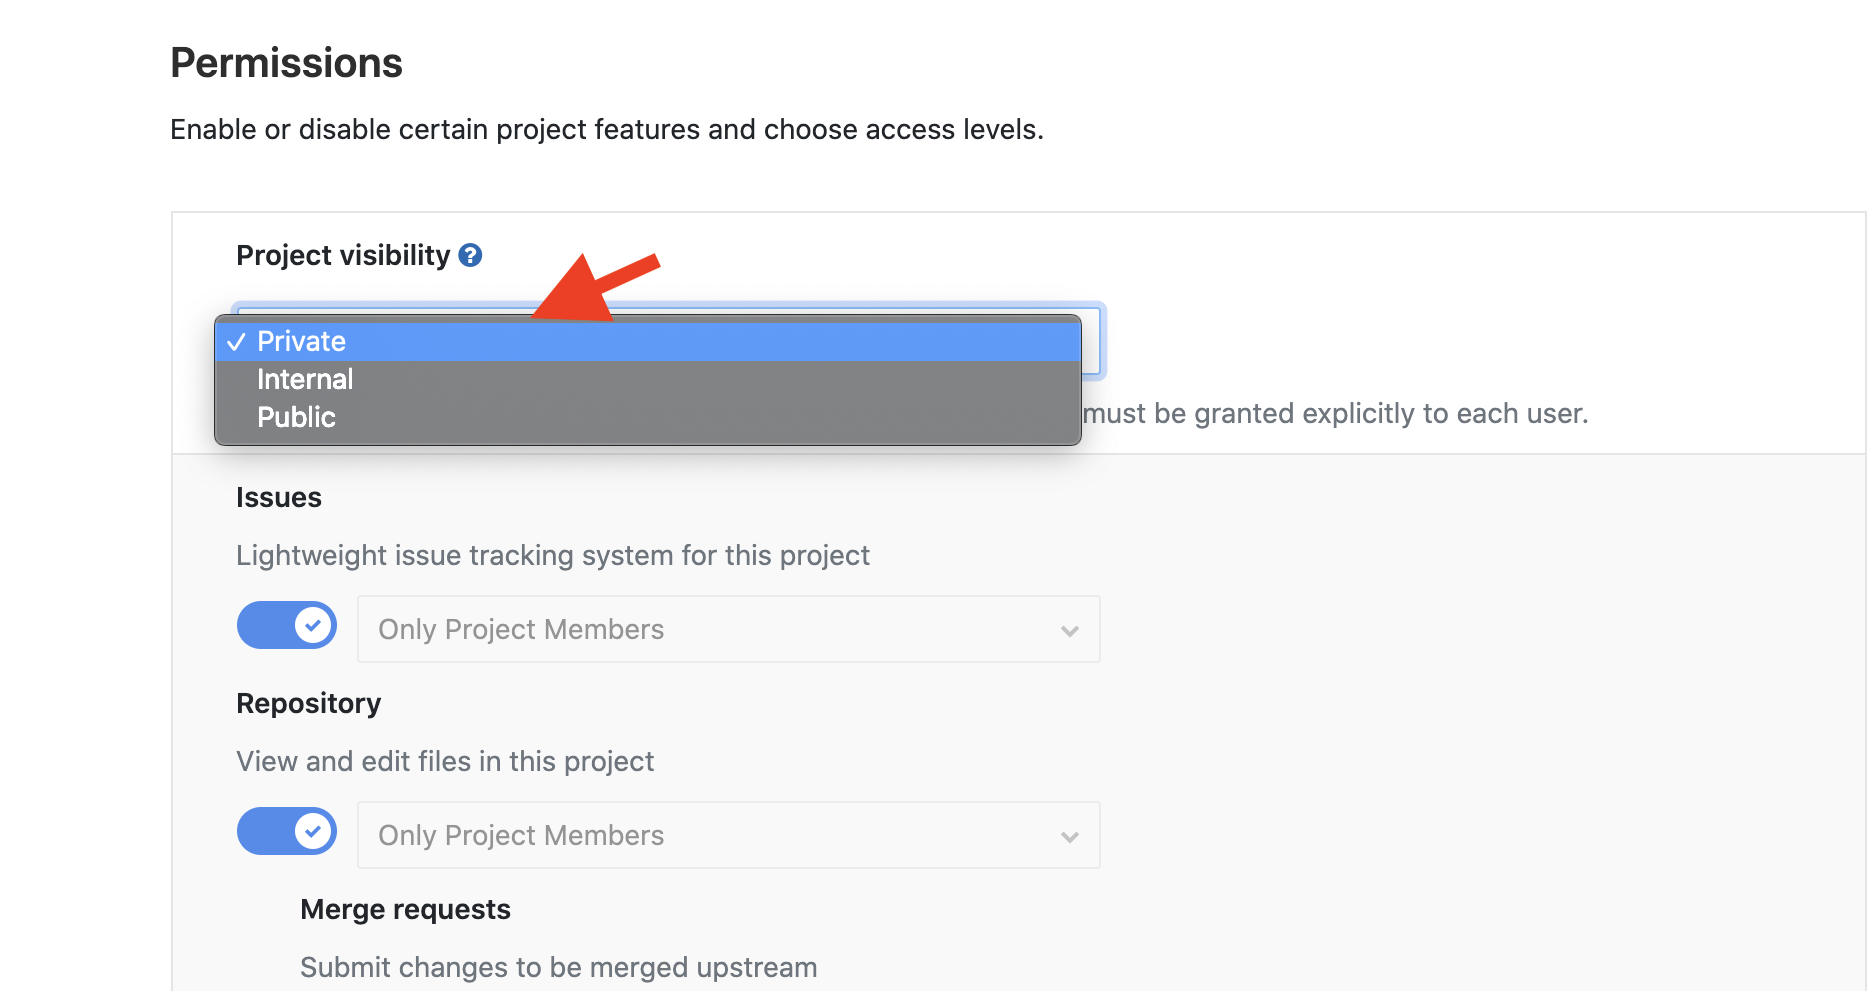 Permissions
Enable or disable certain project features and choose access levels.
Project visibility ?
✓ Private
Internal
Public
must be granted explicitly to each user.
Issues
Lightweight issue tracking system for this project
Only Project Members
Repository
View and edit files in this project
Only Project Members
Merge requests
Submit changes to be merged upstream